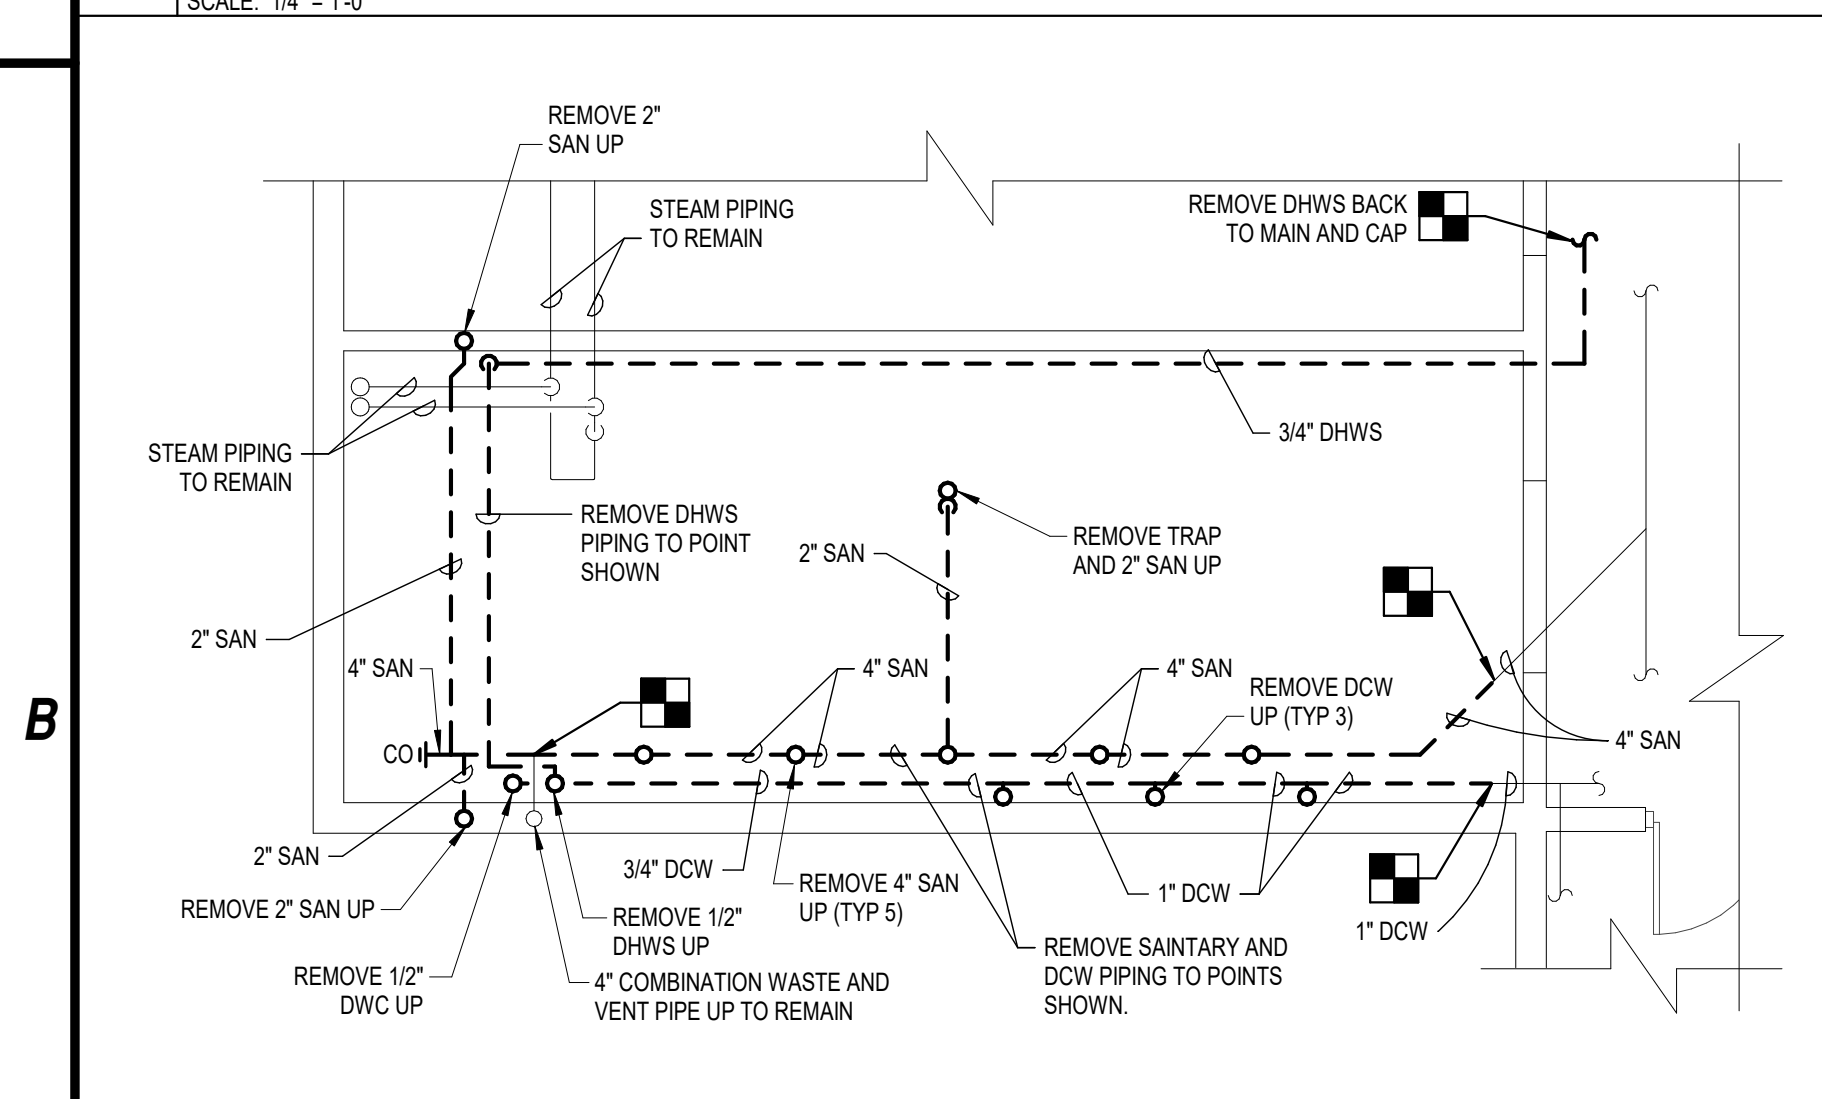 SCALE: 1/4" = 1'-0"
REMOVE 2"
SAN UP
STEAM PIPING
TO REMAIN
REMOVE DHWS BACK
TO MAIN AND CAP
3/4" DHWS
STEAM PIPING
TO REMAIN
REMOVE DHWS
PIPING TO POINT
SHOWN
2" SAN
REMOVE TRAP
AND 2" SAN UP
2" SAN
4" SAN
4" SAN
4" SAN
REMOVE DCW
UP (TYP 3)
4" SAN
B
CO
2" SAN
3/4" DCW
REMOVE 4" SAN
UP (TYP 5)
1" DCW
REMOVE 2" SAN UP
REMOVE 1/2"
DHWS UP
1" DCW
REMOVE SAINTARY AND
DCW PIPING TO POINTS
SHOWN.
REMOVE 1/2"
DWC UP
4" COMBINATION WASTE AND
VENT PIPE UP TO REMAIN